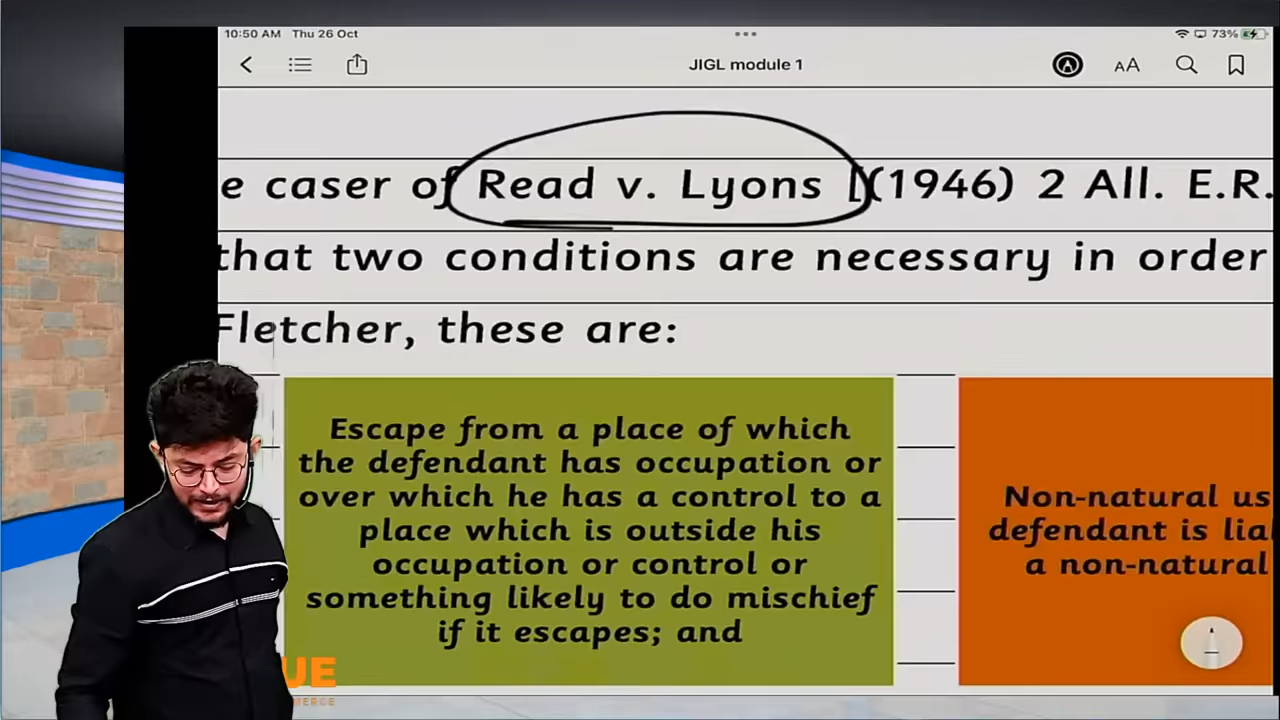 10:50 AM Thu 26 Oct
73%
JIGL module 1
AA
e caser of Read v. Lyons [(1946) 2 All. E.R.
that two conditions are necessary in order
Fletcher, these are:
Escape from a place of which
the defendant has occupation or
over which he has a control to a
place which is outside his
occupation or control or
something likely to do mischief
if it escapes; and
Non-natural us
defendant is lia
a non-natural
UE
MERCE